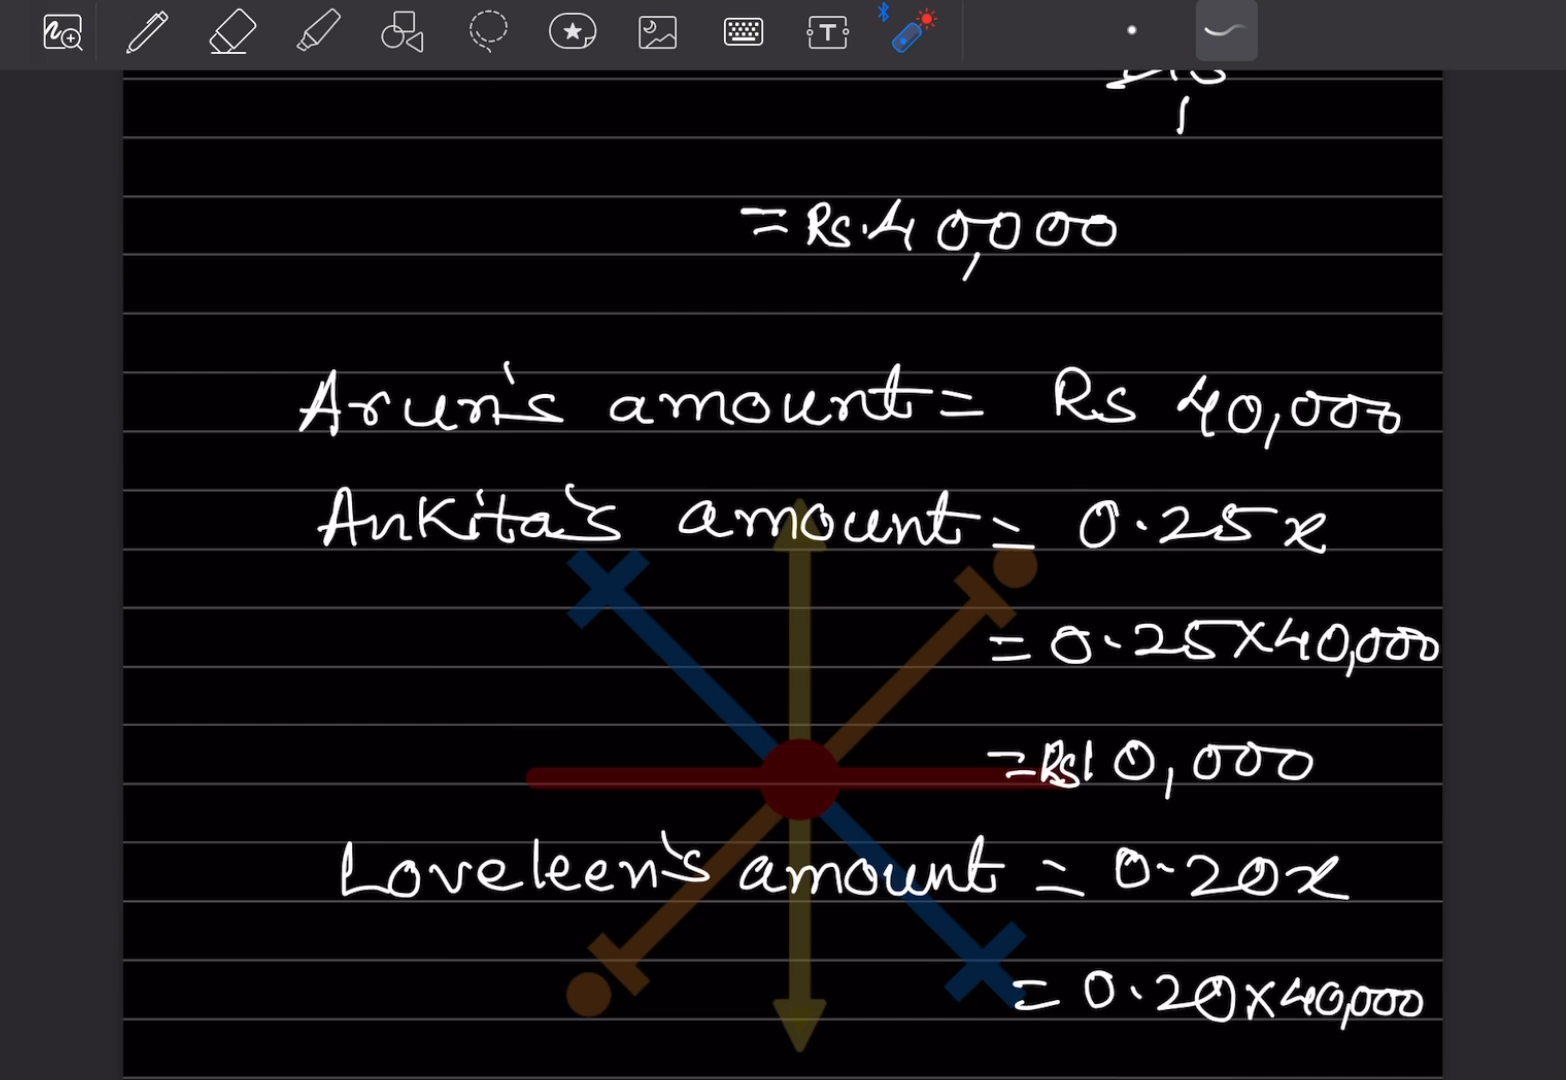 = Rs. 40,000
Arun's amount = Rs 40,000
Ankita's amount = 0.25x
= 0.25×40,000
= Rs10,000
Loveleen's amount = 0.20x
= 0.20×40,000